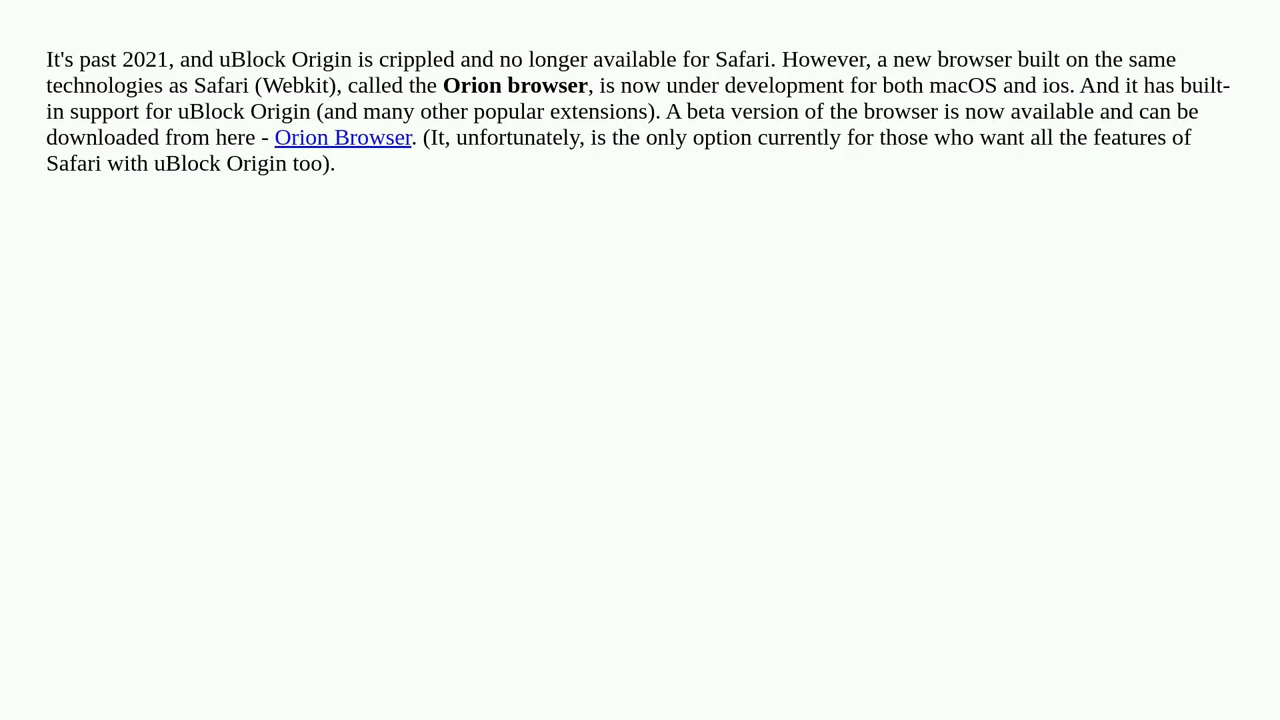 It's past 2021, and uBlock Origin is crippled and no longer available for Safari. However, a new browser built on the same
technologies as Safari (Webkit), called the Orion browser, is now under development for both macOS and ios. And it has built-
in support for uBlock Origin (and many other popular extensions). A beta version of the browser is now available and can be
downloaded from here - Orion Browser. (It, unfortunately, is the only option currently for those who want all the features of
Safari with uBlock Origin too).